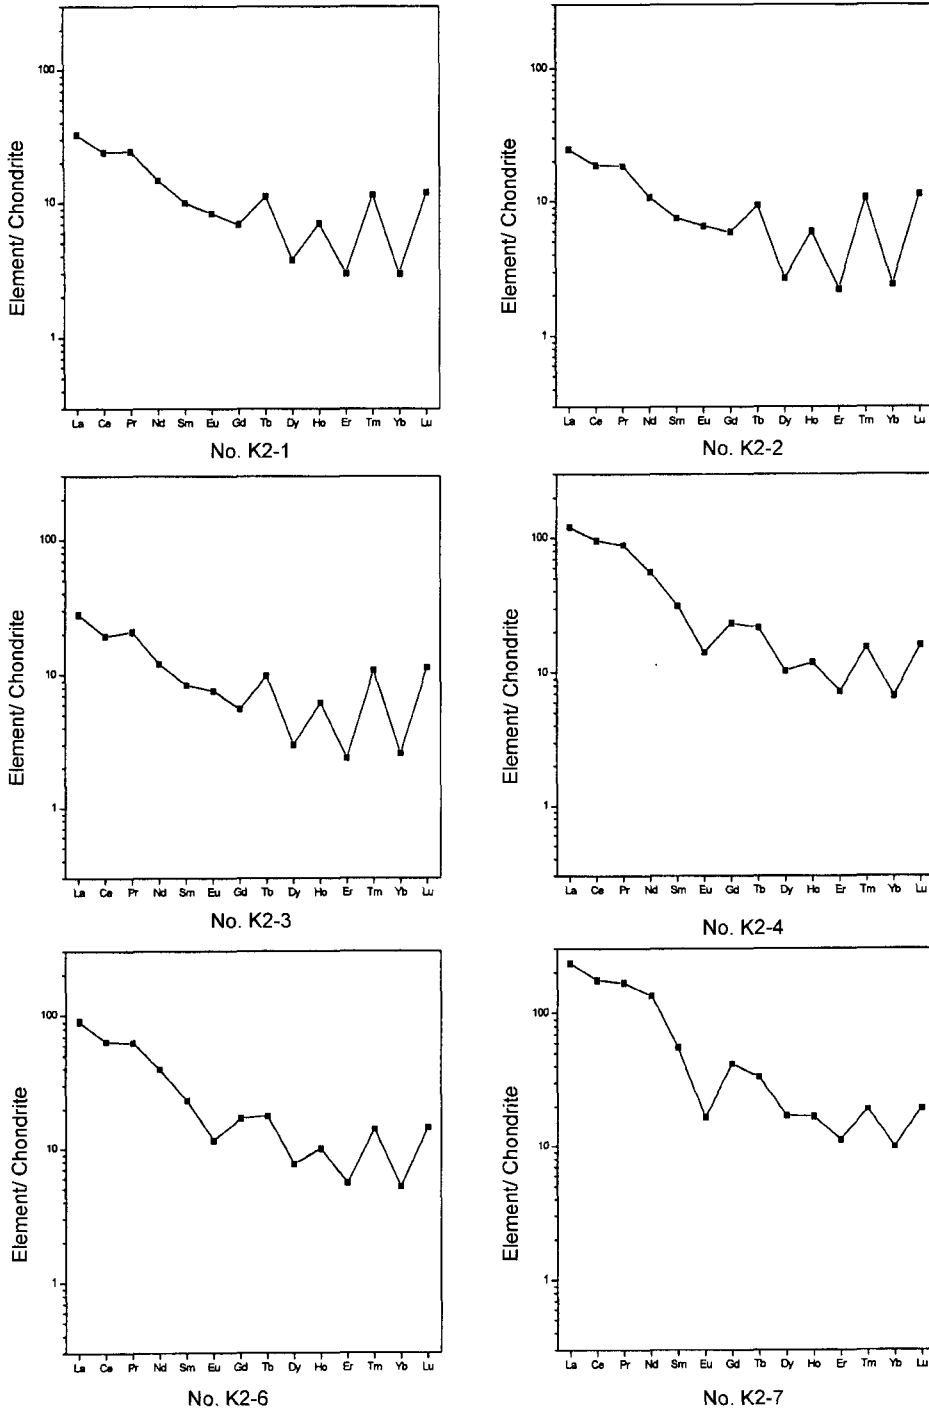 Element/ Chondrite
100
10
1
La Ce Pr Nd Sm Eu Gd Tb Dy Ho Er Tm Yb Lu
No. K2-1
Element/ Chondrite
100
10
1
La Ce Pr Nd Sm Eu Gd Tb Dy Ho Er Tm Yb Lu
No. K2-2
Element/ Chondrite
100
10
1
La Ce Pr Nd Sm Eu Gd Tb Dy Ho Er Tm Yb Lu
No. K2-3
Element/ Chondrite
100
10
1
La Ce Pr Nd Sm Eu Gd Tb Dy Ho Er Tm Yb Lu
No. K2-4
Element/ Chondrite
100
10
1
La Ce Pr Nd Sm Eu Gd Tb Dy Ho Er Tm Yb Lu
No. K2-6
Element/ Chondrite
100
10
1
La Ce Pr Nd Sm Eu Gd Tb Dy Ho Er Tm Yb Lu
No. K2-7